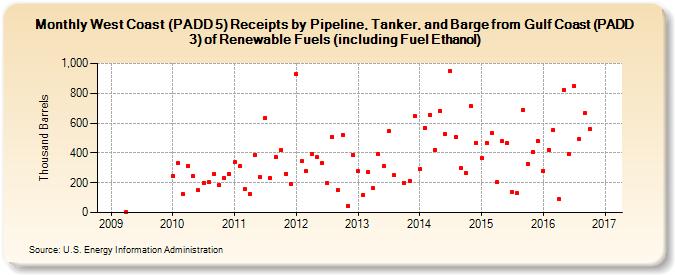 Monthly West Coast (PADD 5) Receipts by Pipeline, Tanker, and Barge from Gulf Coast (PADD
3) of Renewable Fuels (including Fuel Ethanol)
Thousand Barrels
1,000
800
600
400
200
0
2009 2010 2011 2012 2013 2014 2015 2016 2017
Source: U.S. Energy Information Administration